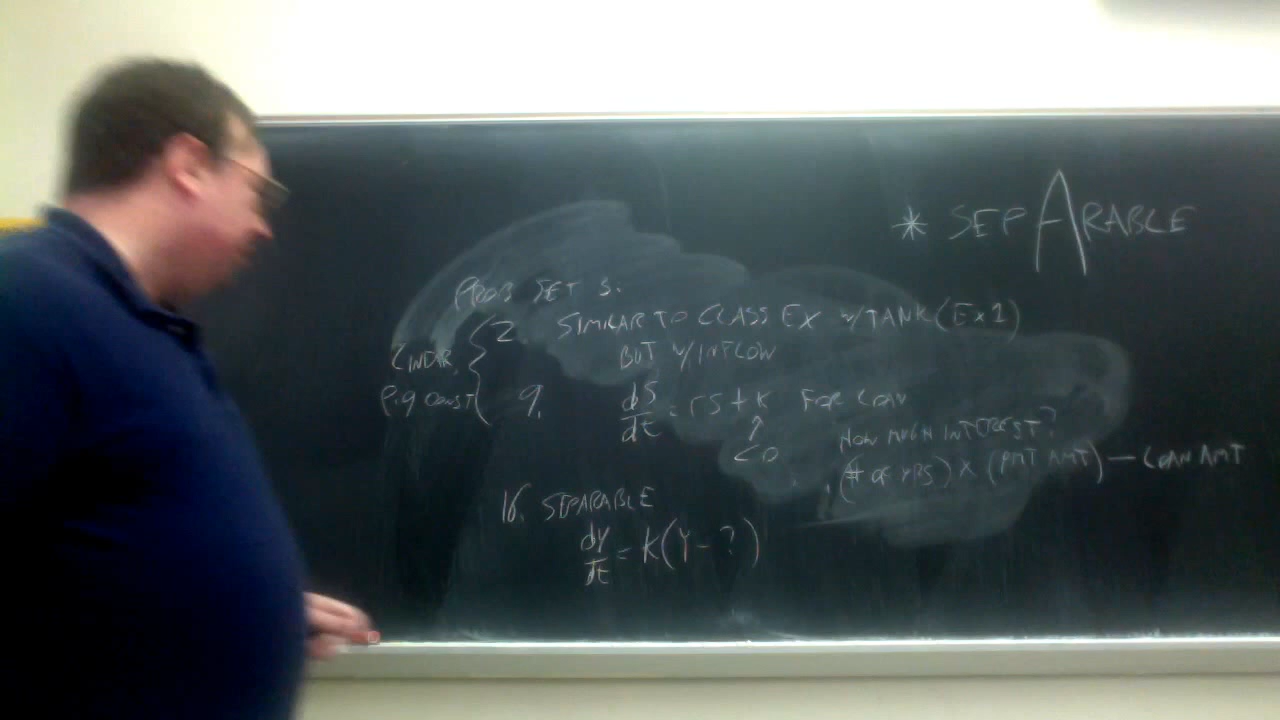 * SEPARABLE
PROB SET 3.
LINEAR, P,q CONST
2 SIMILAR TO CLASS EX w/TANK (Ex 1)
BUT w/INFLOW
9. dS/dt = rS + K FOR LOAN
↑
<0
HOW MUCH INTEREST?
(# OF YRS) X (PMT AMT) — LOAN AMT
16. SEPARABLE
dY/dt = K(Y - ?)